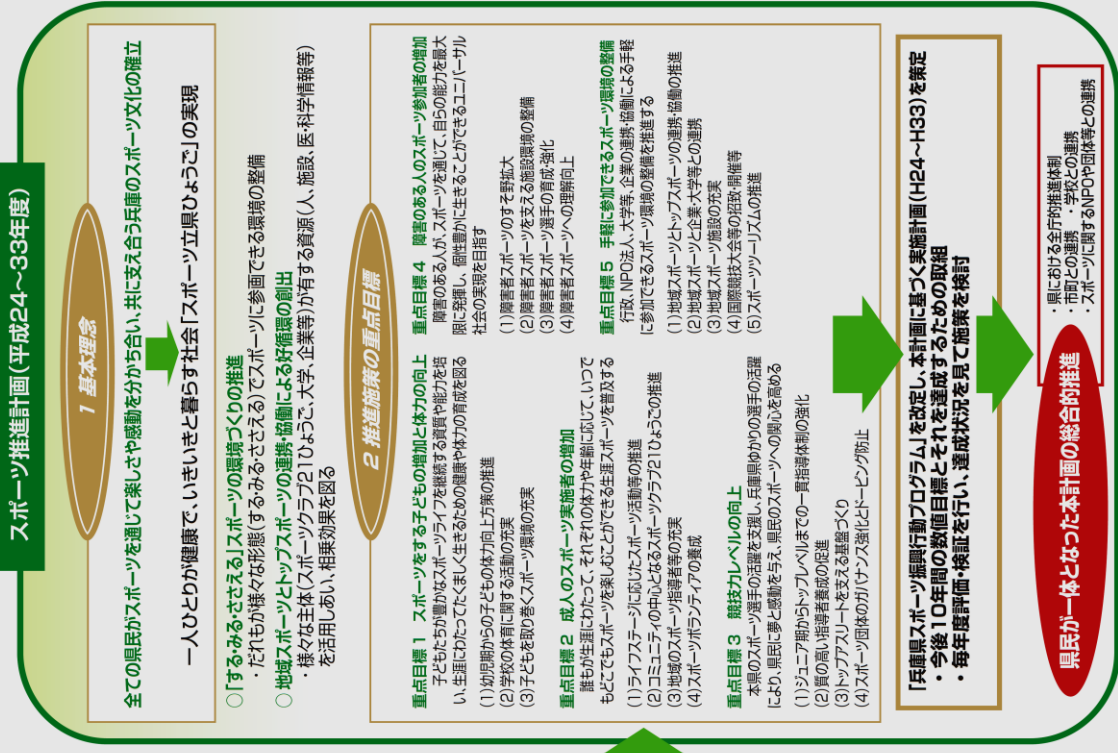 スポーツ推進計画(平成24~33年度)
1 基本理念
全ての県民がスポーツを通じて楽しさや感動を分かち合い、共に支え合う兵庫のスポーツ文化の確立
一人ひとりが健康で、いきいきと暮らす社会「スポーツ立県ひょうご」の実現
○「する・みる・ささえる」スポーツの環境づくりの推進
・だれもが様々な形態(する・みる・ささえる)でスポーツに参画できる環境の整備
○地域スポーツとトップスポーツの連携・協働による好循環の創出
・様々な主体(スポーツクラブ21ひょうご、大学、企業等)が有する資源(人、施設、医・科学情報等)
を活用しあい、相乗効果を図る
2 推進施策の重点目標
重点目標1 スポーツをする子どもの増加と体力の向上
子どもたちが豊かなスポーツライフを継続する資質や能力を培
い、生涯にわたってたくましく生きるための健康や体力の育成を図る
(1)幼児期からの子どもの体力向上方策の推進
(2)学校の体育に関する活動の充実
(3)子どもを取り巻くスポーツ環境の充実
重点目標2 成人のスポーツ実施者の増加
誰もが生涯にわたって、それぞれの体力や年齢に応じて、いつで
もどこでもスポーツを楽しむことができる生涯スポーツを普及する
(1)ライフステージに応じたスポーツ活動等の推進
(2)コミュニティの中心となるスポーツクラブ21ひょうごの推進
(3)地域のスポーツ指導者等の充実
(4)スポーツボランティアの養成
重点目標3 競技力レベルの向上
本県のスポーツ選手の活躍を支援し、兵庫県ゆかりの選手の活躍
により、県民に夢と感動を与え、県民のスポーツへの関心を高める
(1)ジュニア期からトップレベルまでの一貫指導体制の強化
(2)質の高い指導者養成の促進
(3)トップアスリートを支える基盤づくり
(4)スポーツ団体のガバナンス強化とドーピング防止
重点目標4 障害のある人のスポーツ参加者の増加
障害のある人が、スポーツを通じて、自らの能力を最大
限に発揮し、個性豊かに生きることができるユニバーサル
社会の実現を目指す
(1)障害者スポーツのすそ野拡大
(2)障害者スポーツを支える施設環境の整備
(3)障害者スポーツ選手の育成・強化
(4)障害者スポーツへの理解向上
重点目標5 手軽に参加できるスポーツ環境の整備
行政、NPO法人、大学等、企業の連携・協働による手軽
に参加できるスポーツ環境の整備を推進する
(1)地域スポーツとトップスポーツの連携・協働の推進
(2)地域スポーツと企業・大学等との連携
(3)地域スポーツ施設の充実
(4)国際競技大会等の招致・開催等
(5)スポーツツーリズムの推進
「兵庫県スポーツ振興行動プログラム」を改定し、本計画に基づく実施計画(H24~H33)を策定
・今後10年間の数値目標とそれを達成するための取組
・毎年度評価・検証を行い、達成状況を見て施策を検討
県民が一体となった本計画の総合的推進
・県における全庁的推進体制
・市町との連携 ・学校との連携
・スポーツに関するNPOや団体等との連携